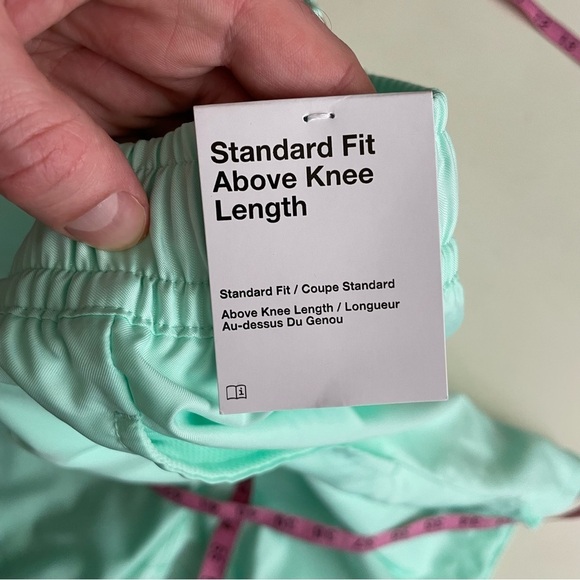 Standard Fit
Above Knee
Length
Standard Fit / Coupe Standard
Above Knee Length / Longueur
Au-dessus Du Genou